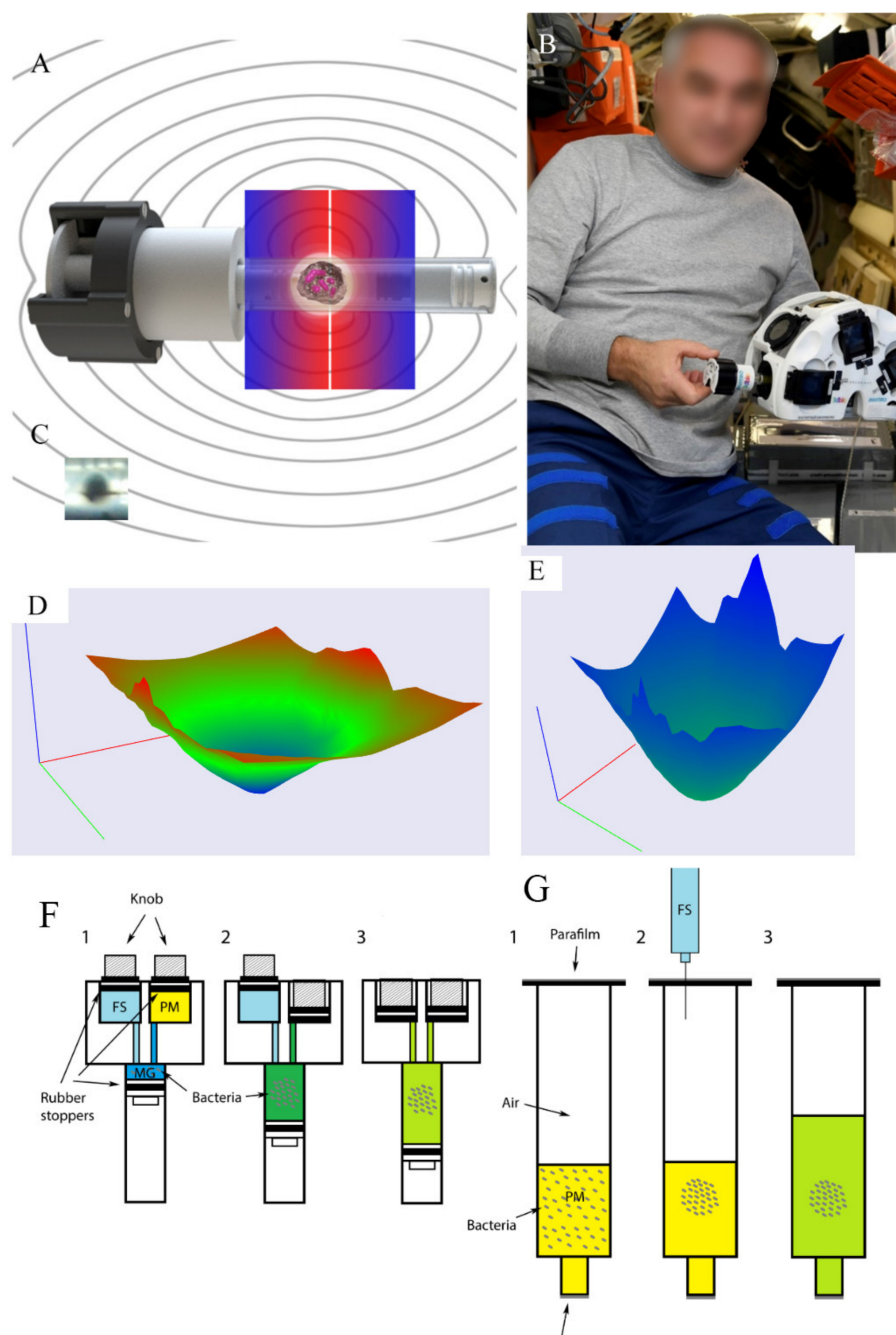 A
B
C
D
E
F
Knob
1
2
3
FS
PM
MG
Rubber
stoppers
Bacteria
G
FS
1
Parafilm
2
3
Air
PM
Bacteria